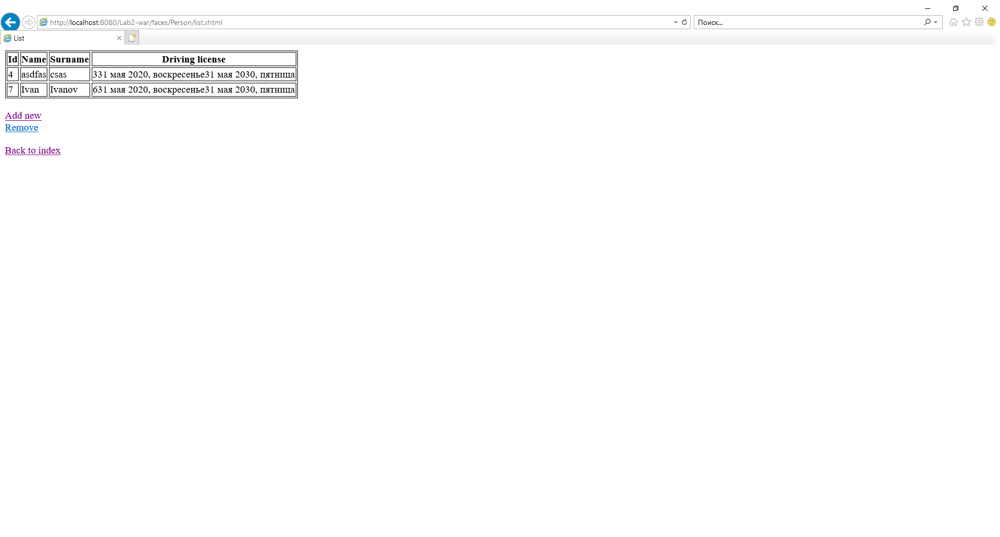 http://localhost:8080/Lab2-war/faces/Person/list.xhtml Поиск...
List
Id Name Surname Driving license
4 asdfas csas 331 мая 2020, воскресенье31 мая 2030, пятница
7 Ivan Ivanov 631 мая 2020, воскресенье31 мая 2030, пятница
Add new
Remove
Back to index